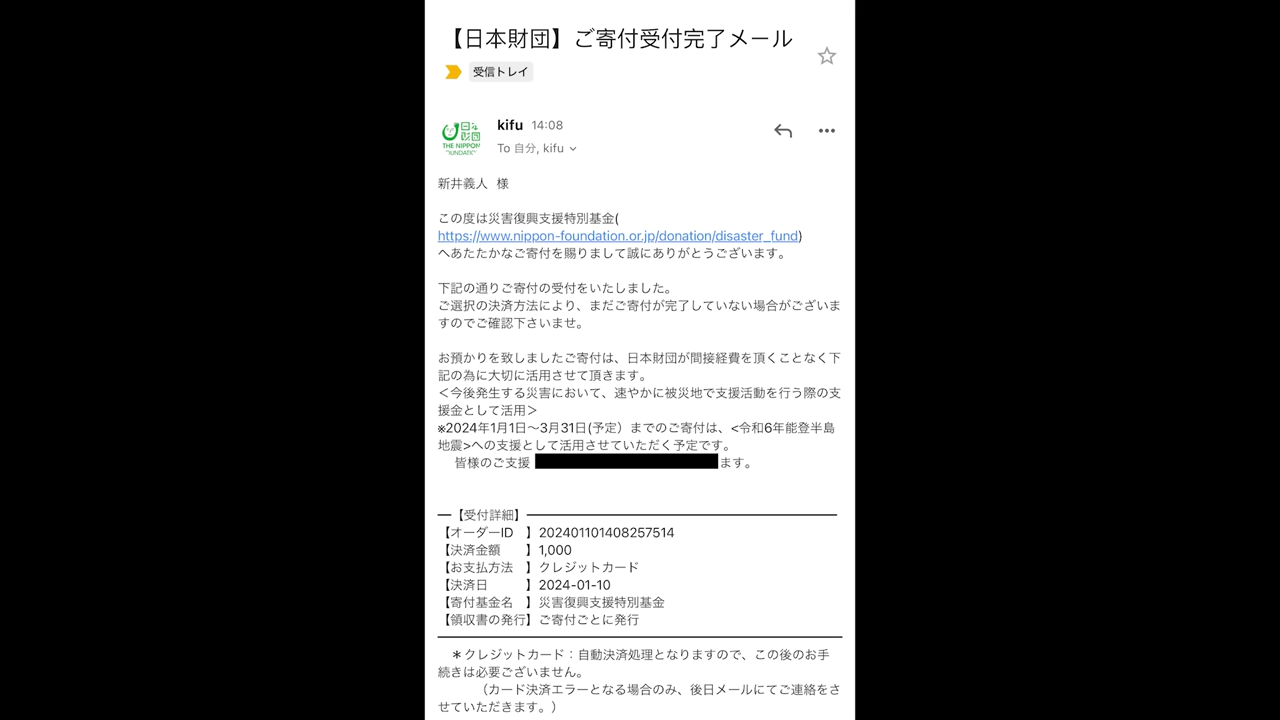 【日本財団】ご寄付受付完了メール
受信トレイ
kifu 14:08
To 自分, kifu
日本財団
THE NIPPON
FOUNDATION
新井義人 様
この度は災害復興支援特別基金(
https://www.nippon-foundation.or.jp/donation/disaster_fund)
へあたたかなご寄付を賜りまして誠にありがとうございます。
下記の通りご寄付の受付をいたしました。
ご選択の決済方法により、まだご寄付が完了していない場合がございま
すのでご確認下さいませ。
お預かりを致しましたご寄付は、日本財団が間接経費を頂くことなく下
記の為に大切に活用させて頂きます。
＜今後発生する災害において、速やかに被災地で支援活動を行う際の支
援金として活用＞
※2024年1月1日〜3月31日(予定）までのご寄付は、<令和6年能登半島
地震>への支援として活用させていただく予定です。
皆様のご支援 ます。
【受付詳細】
【オーダーID 】202401101408257514
【決済金額 】1,000
【お支払方法 】クレジットカード
【決済日 】2024-01-10
【寄付基金名 】災害復興支援特別基金
【領収書の発行】ご寄付ごとに発行
＊クレジットカード：自動決済処理となりますので、この後のお手
続きは必要ございません。
（カード決済エラーとなる場合のみ、後日メールにてご連絡をさ
せていただきます。）